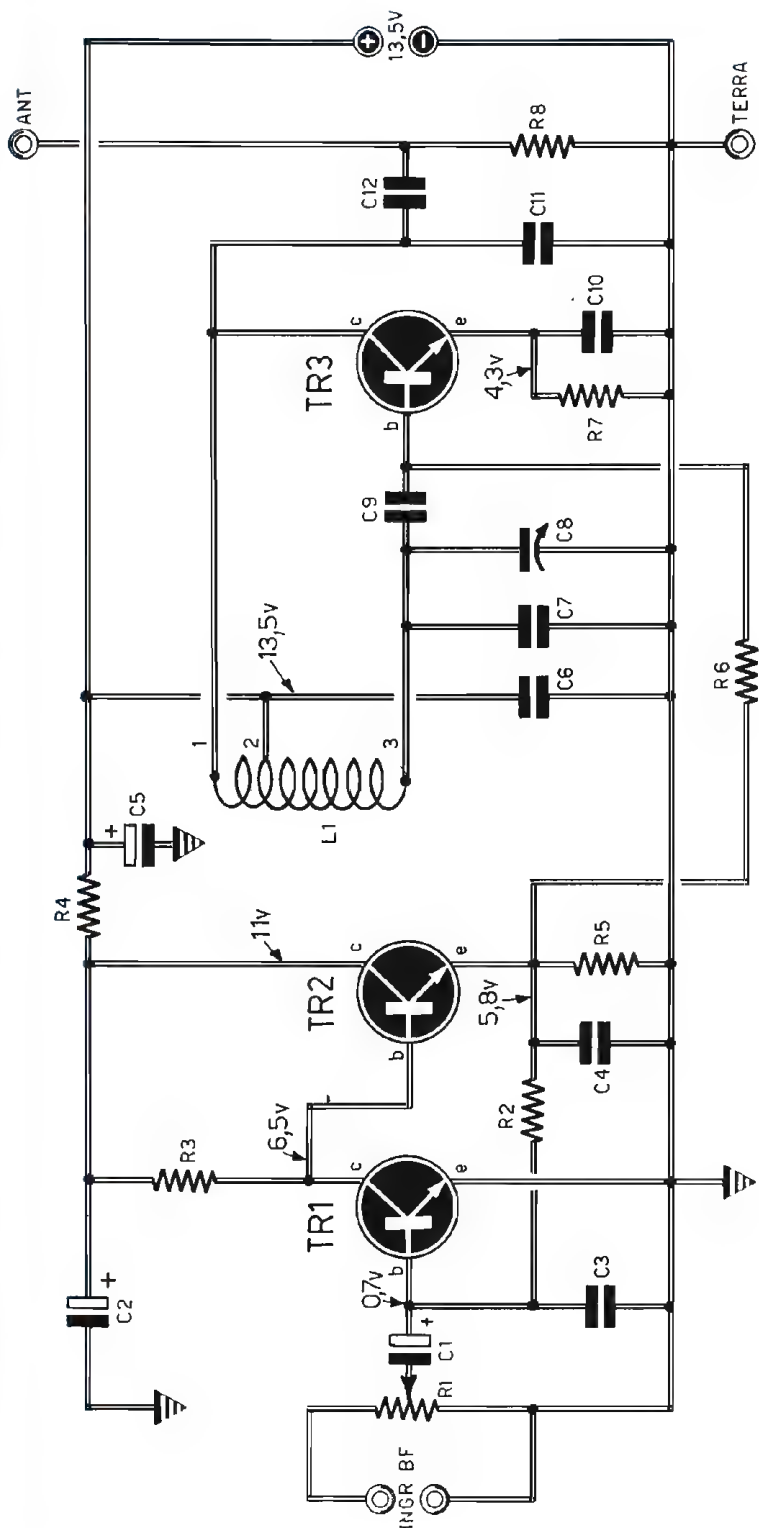 INGR BF
R1
C1
+
C2
+
0,7v
b
c
e
TR1
R3
6,5v
C3
R2
C4
5,8v
R5
b
c
e
TR2
11v
R4
+
C5
L1
1
2
3
13,5v
C6
C7
C8
C9
R6
b
c
e
TR3
4,3v
R7
C10
C11
C12
R8
ANT
TERRA
+
13,5V
−